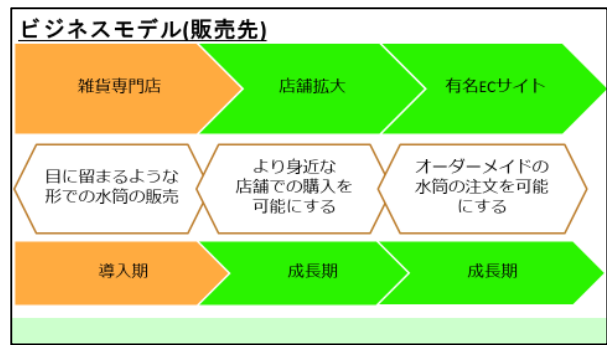 ビジネスモデル(販売先)
雑貨専門店
店舗拡大
有名ECサイト
目に留まるような
形での水筒の販売
より身近な
店舗での購入を
可能にする
オーダーメイドの
水筒の注文を可能
にする
導入期
成長期
成長期